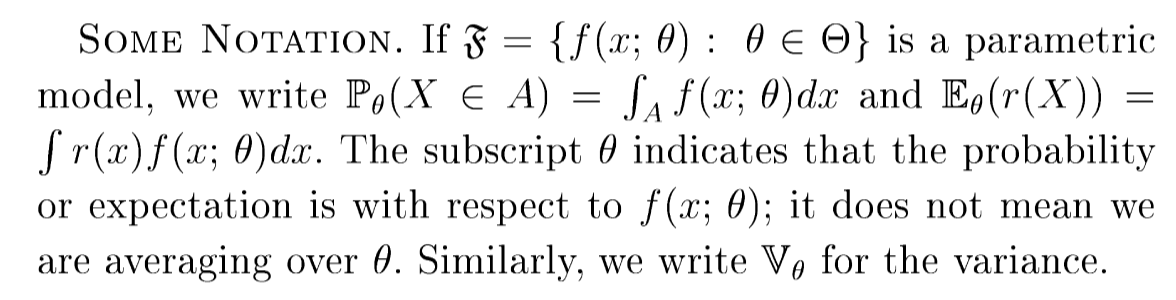 SOME NOTATION. If 𝔉 = {f(x; θ) : θ ∈ Θ} is a parametric
model, we write ℙ_θ(X ∈ A) = ∫_A f(x; θ)dx and 𝔼_θ(r(X)) =
∫ r(x)f(x; θ)dx. The subscript θ indicates that the probability
or expectation is with respect to f(x; θ); it does not mean we
are averaging over θ. Similarly, we write 𝕍_θ for the variance.